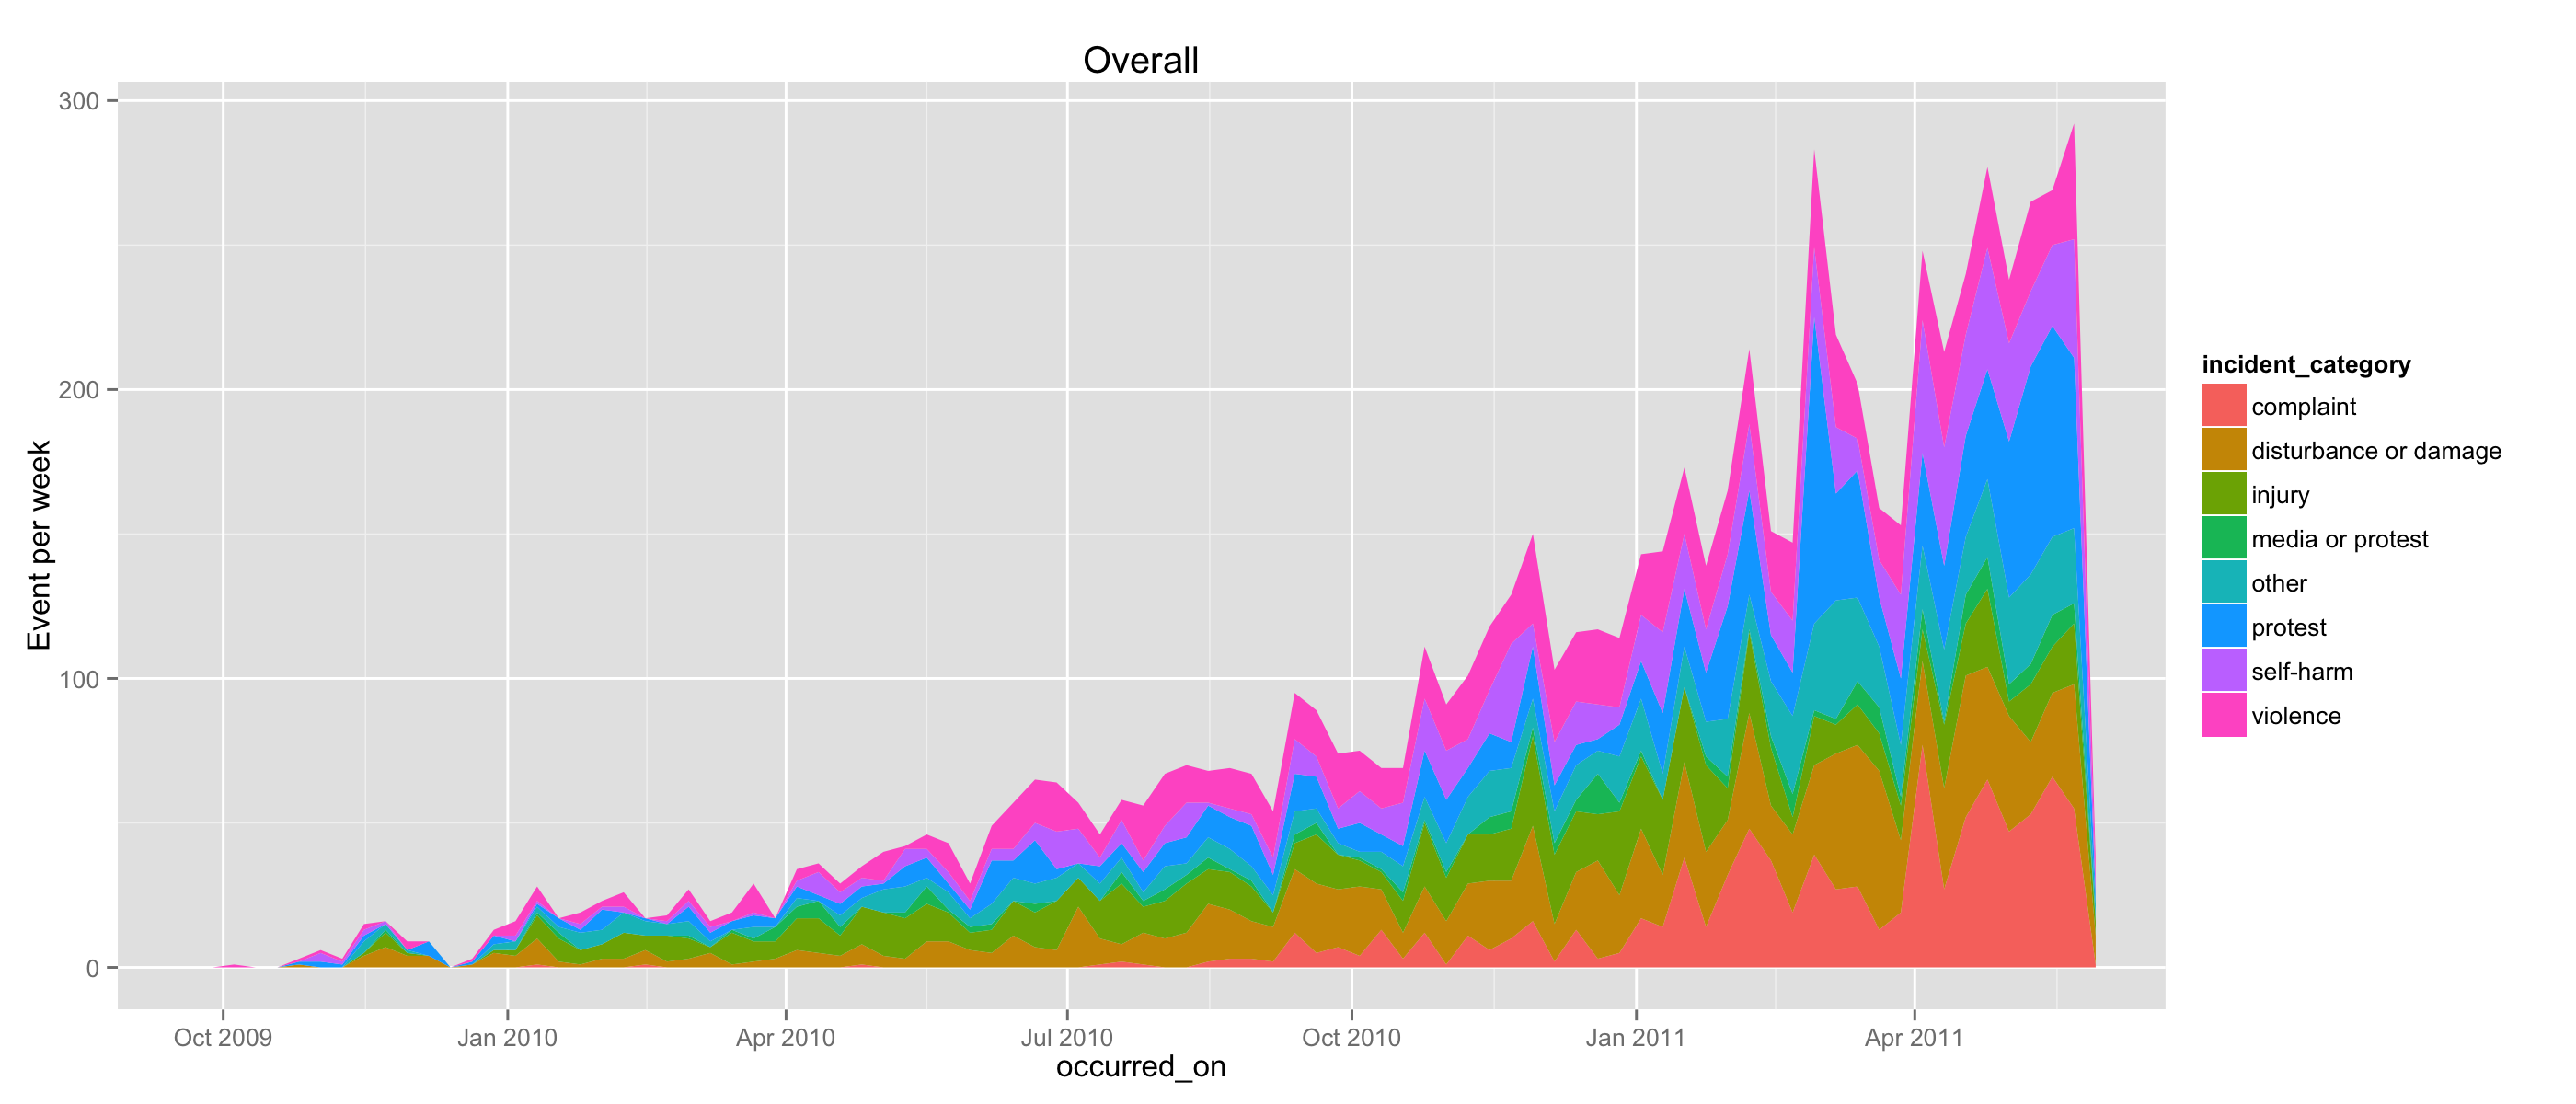 Overall
Event per week
300
200
100
0
Oct 2009
Jan 2010
Apr 2010
Jul 2010
Oct 2010
Jan 2011
Apr 2011
occurred_on
incident_category
complaint
disturbance or damage
injury
media or protest
other
protest
self-harm
violence